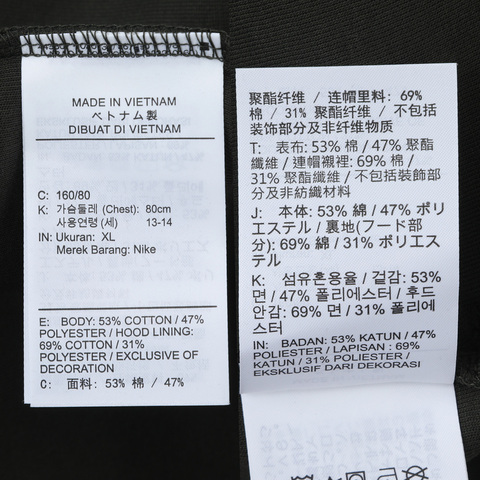 MADE IN VIETNAM
ベトナム製
DIBUAT DI VIETNAM
C: 160/80
K: 가슴둘레 (Chest): 80cm
사용연령 (세) 13-14
IN: Ukuran: XL
Merek Barang: Nike
E: BODY: 53% COTTON / 47%
POLYESTER / HOOD LINING:
69% COTTON / 31%
POLYESTER / EXCLUSIVE OF
DECORATION
C: 面料: 53% 棉 / 47%
聚酯纤维 / 连帽里料: 69%
棉 / 31% 聚酯纤维 / 不包括
装饰部分及非纤维物质
T: 表布: 53% 棉 / 47% 聚酯
纖維 / 連帽襯裡: 69% 棉 /
31% 聚酯纖維 / 不包括裝飾部
分及非紡織材料
J: 本体: 53% 綿 / 47% ポリ
エステル / 裏地(フード部
分): 69% 綿 / 31% ポリエス
テル
K: 섬유혼용율 / 겉감: 53%
면 / 47% 폴리에스터 / 후드
안감: 69% 면 / 31% 폴리에
스터
IN: BADAN: 53% KATUN / 47%
POLIESTER / LAPISAN : 69%
KATUN / 31% POLIESTER /
EKSKLUSIF DARI DEKORASI